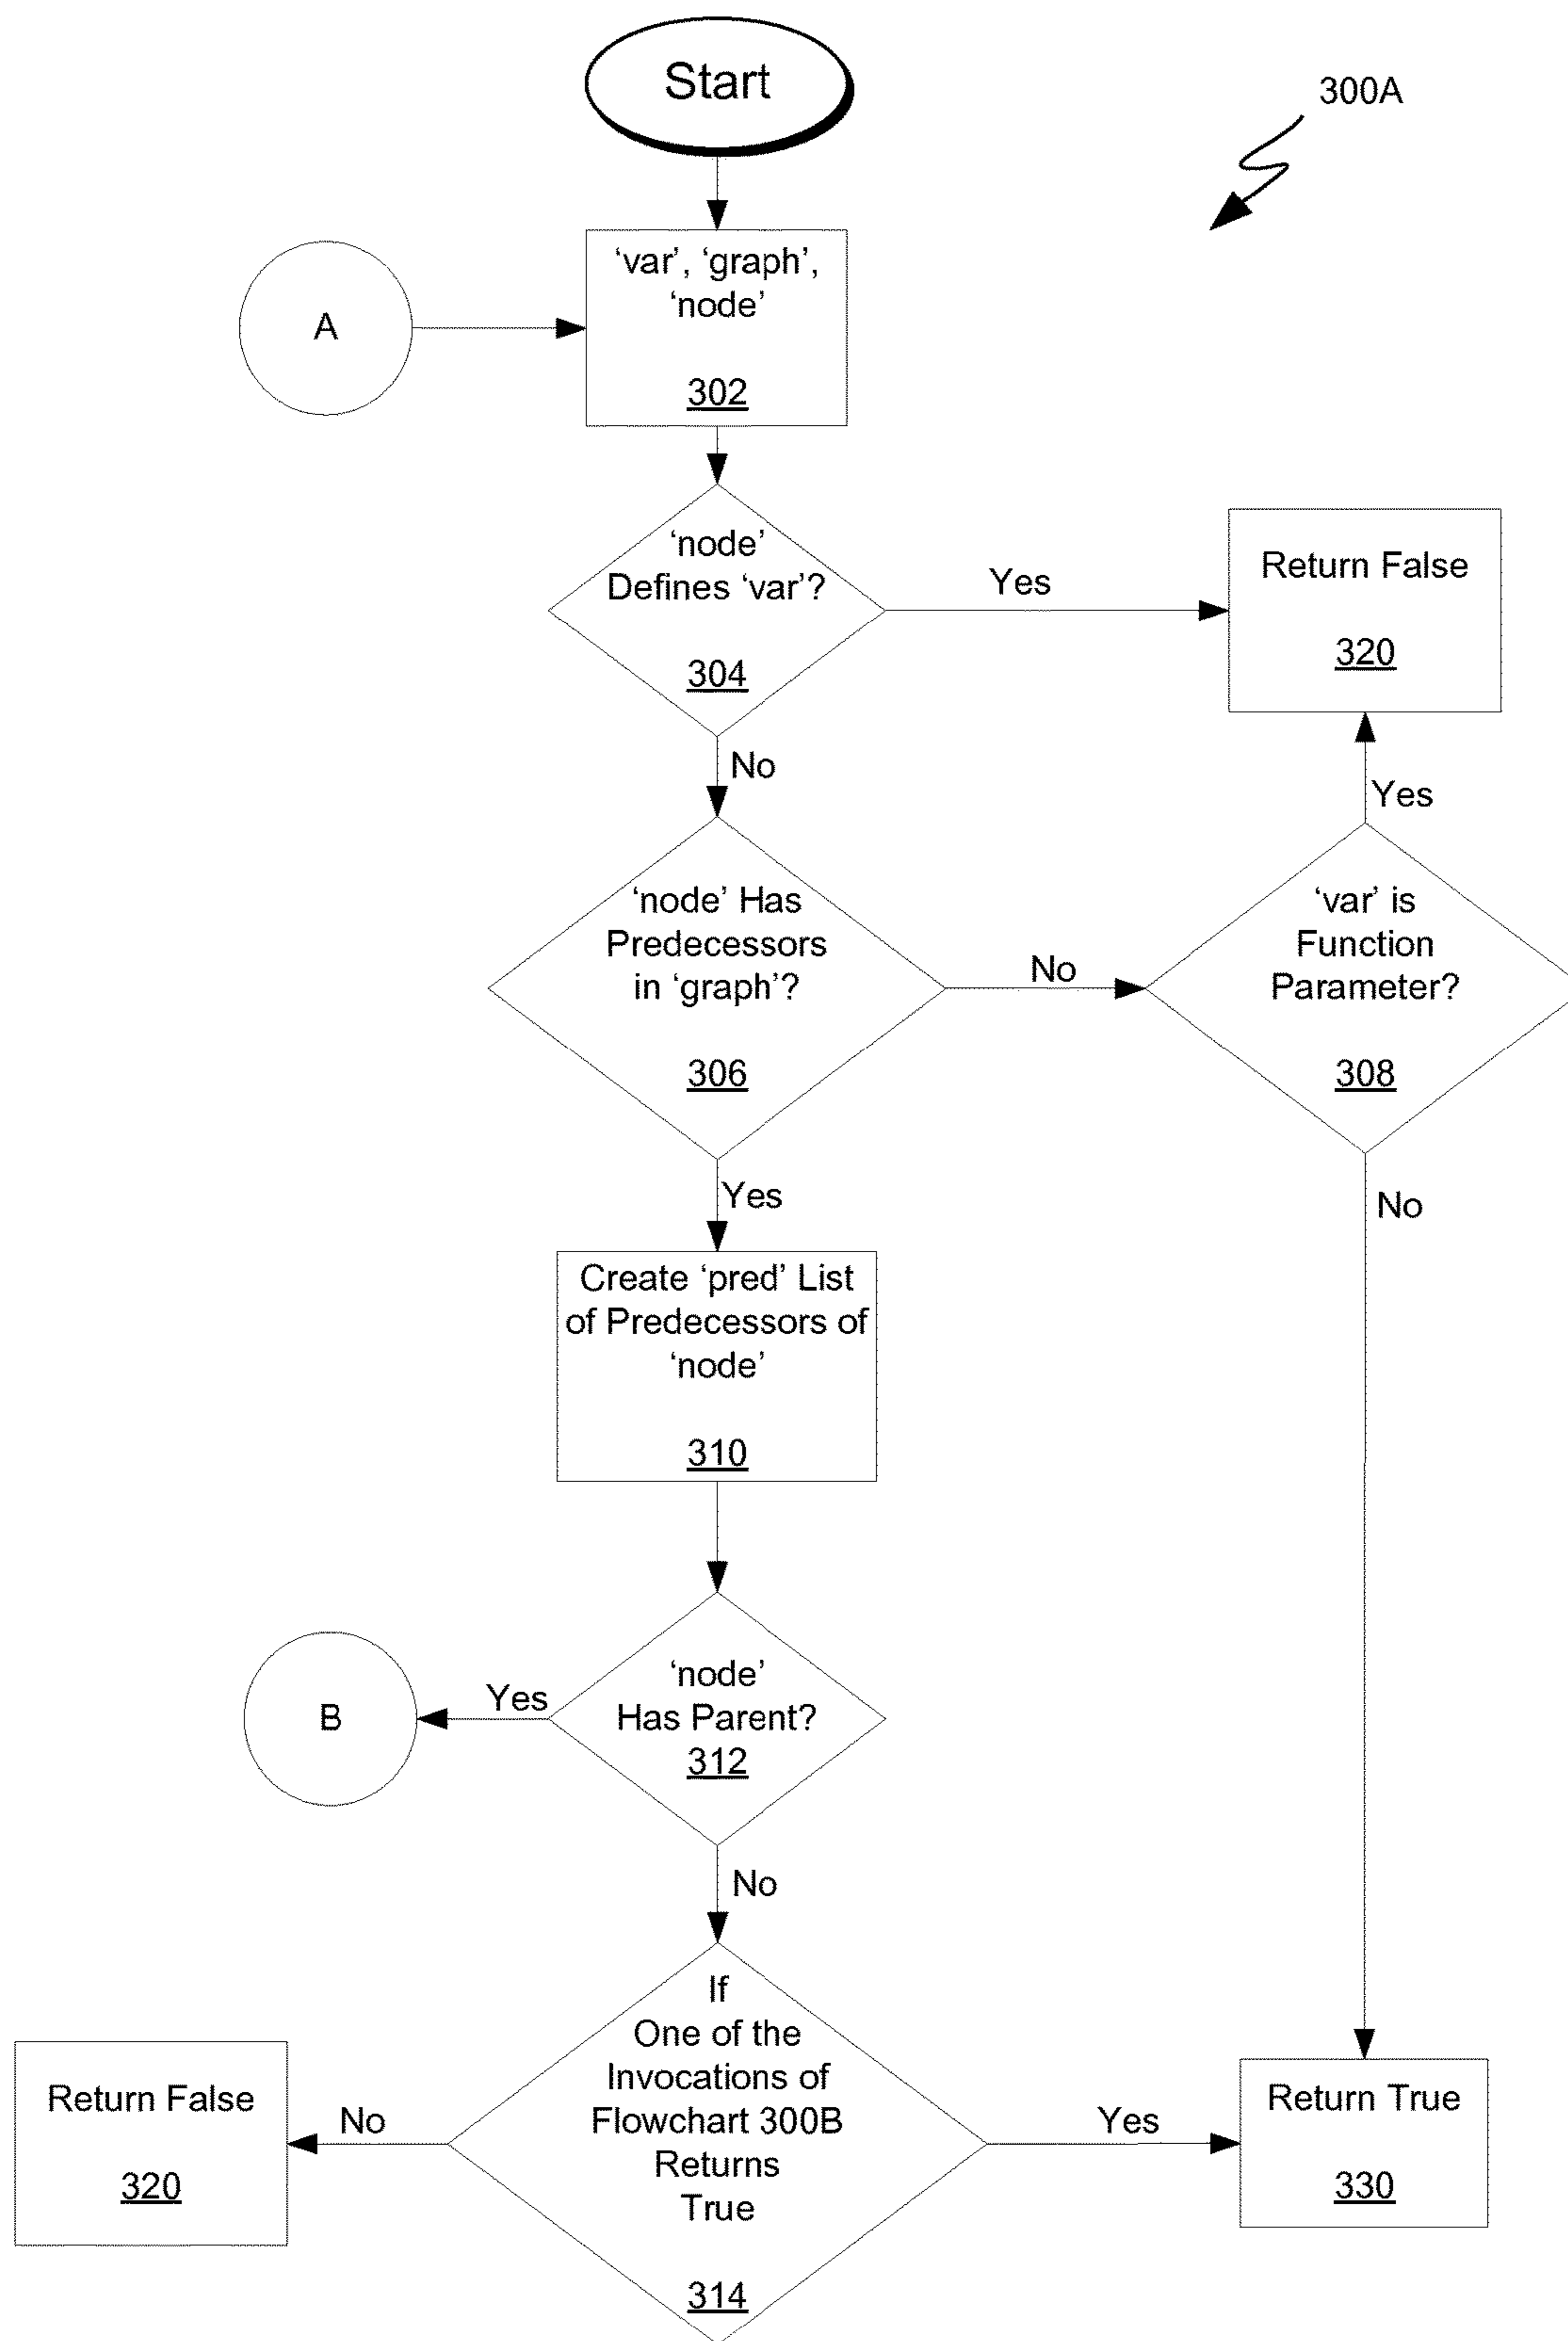 Start
300A
‘var’, ‘graph’,
‘node’
302
A
‘node’
Defines ‘var’?
304
Yes
Return False
320
No
Yes
‘node’ Has
Predecessors
in ‘graph’?
306
No
‘var’ is
Function
Parameter?
308
Yes
No
Create ‘pred’ List
of Predecessors of
‘node’
310
‘node’
Has Parent?
312
Yes
B
No
If
One of the
Invocations of
Flowchart 300B
Returns
True
314
No
Return False
320
Yes
Return True
330